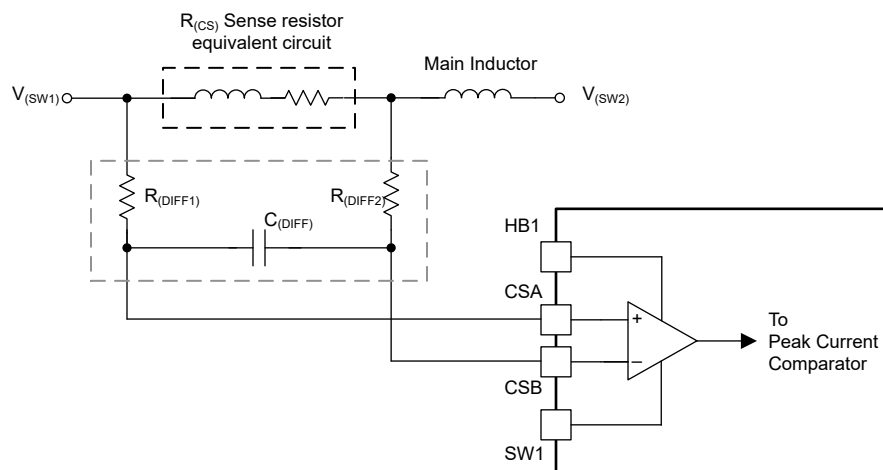 R(CS) Sense resistor
equivalent circuit
Main Inductor
V(SW1)
V(SW2)
R(DIFF1)
R(DIFF2)
C(DIFF)
HB1
CSA
+
To
Peak Current
Comparator
CSB
−
SW1